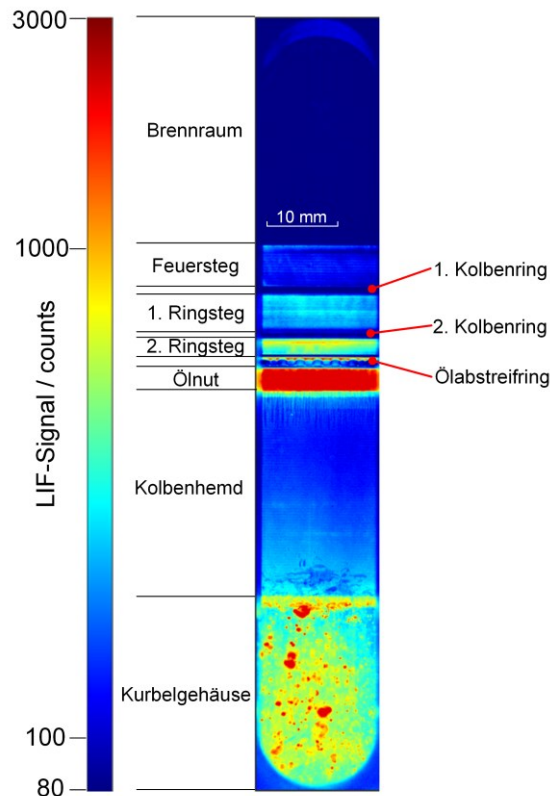 3000
1000
100
80
LIF-Signal / counts
Brennraum
10 mm
Feuersteg
1. Kolbenring
1. Ringsteg
2. Kolbenring
2. Ringsteg
Ölabstreifring
Ölnut
Kolbenhemd
Kurbelgehäuse